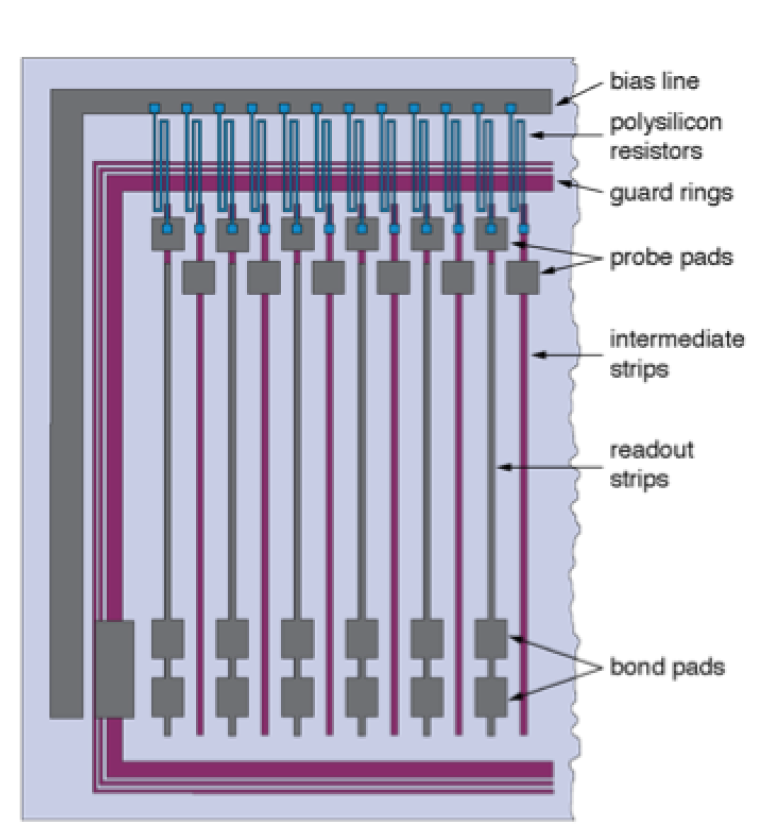 bias line
polysilicon
resistors
guard rings
probe pads
intermediate
strips
readout
strips
bond pads